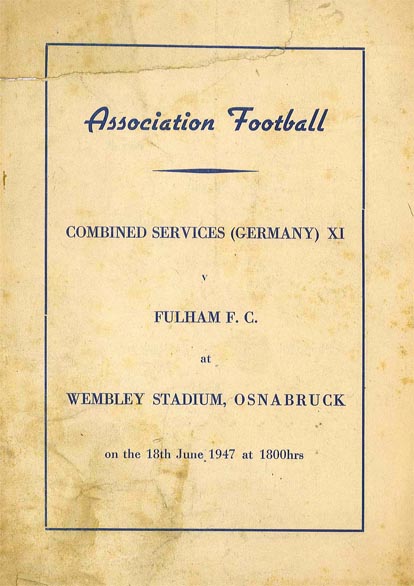 Association Football
COMBINED SERVICES (GERMANY) XI
v
FULHAM F. C.
at
WEMBLEY STADIUM, OSNABRUCK
on the 18th June 1947 at 1800hrs